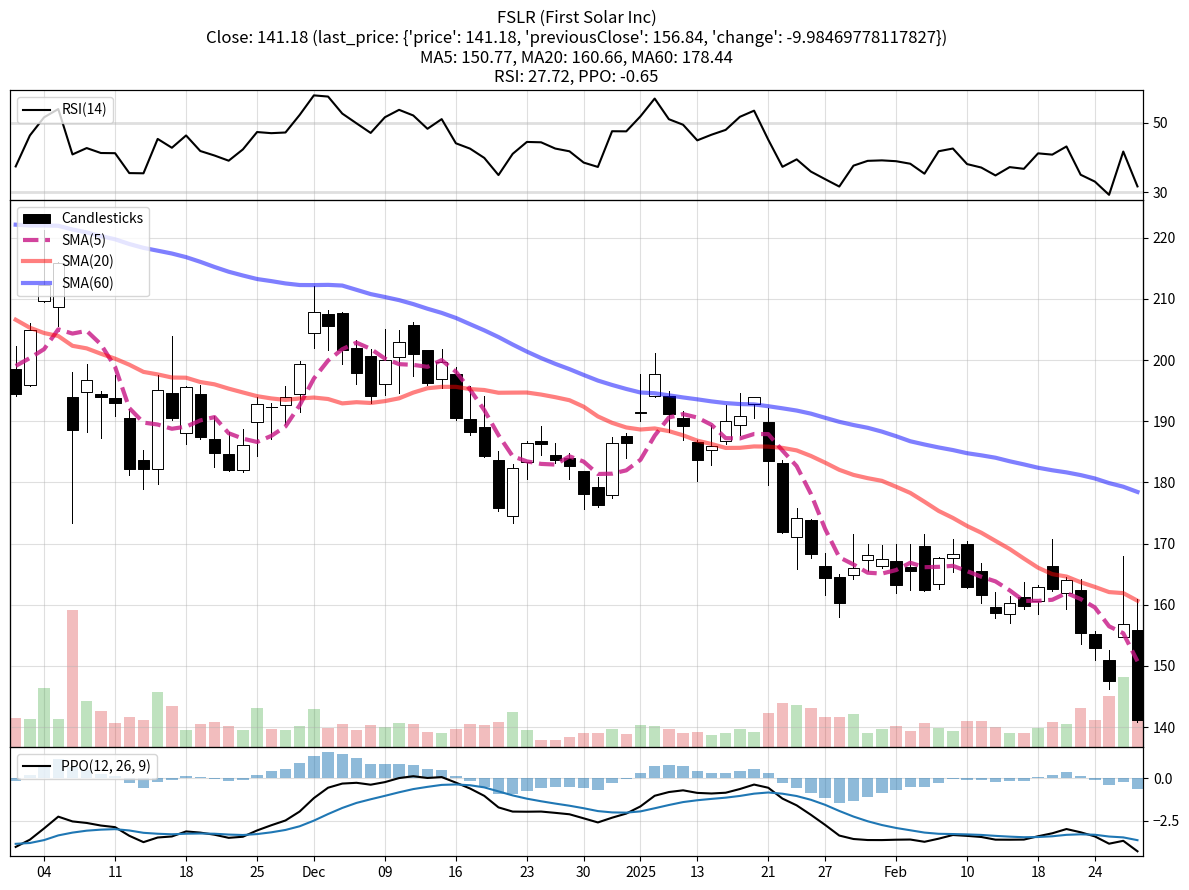 FSLR (First Solar Inc)
Close: 141.18 (last_price: {'price': 141.18, 'previousClose': 156.84, 'change': -9.98469778117827})
MA5: 150.77, MA20: 160.66, MA60: 178.44
RSI: 27.72, PPO: -0.65
RSI(14)
50
30
Candlesticks
SMA(5)
SMA(20)
SMA(60)
220
210
200
190
180
170
160
150
140
PPO(12, 26, 9)
0.0
−2.5
04 11 18 25 Dec 09 16 23 30 2025 13 21 27 Feb 10 18 24